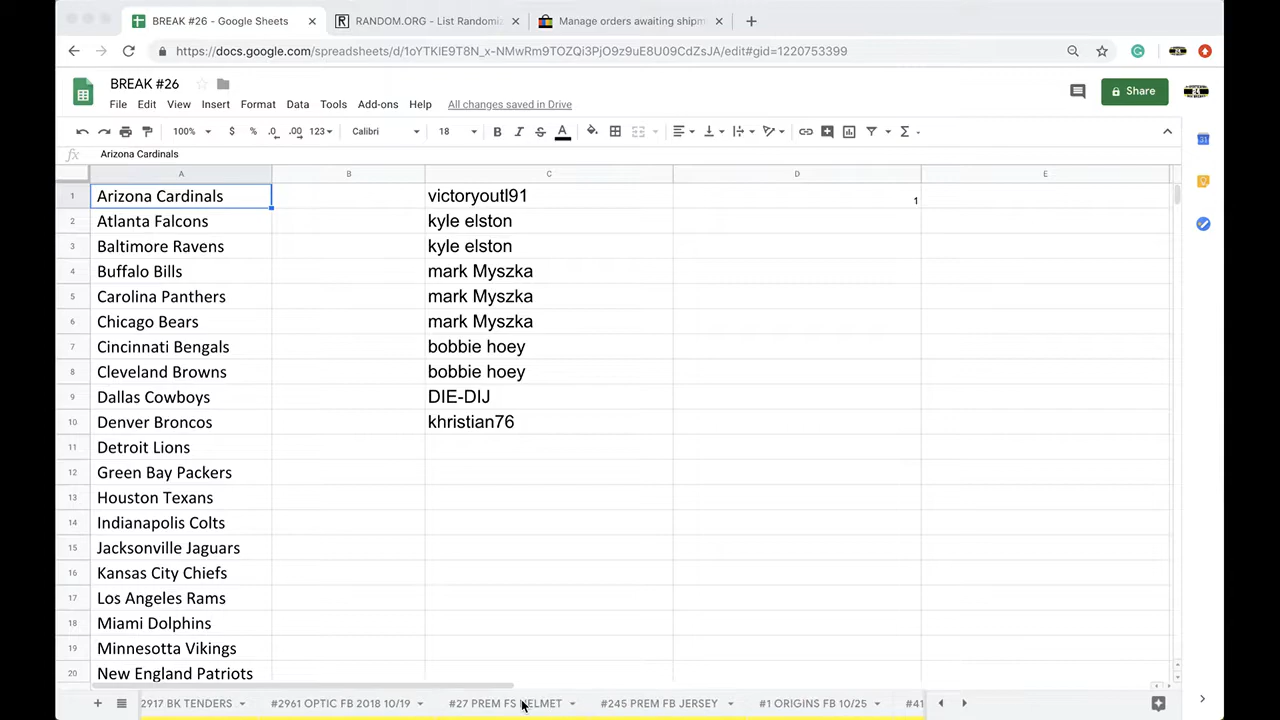 BREAK #26 - Google Sheets
RANDOM.ORG - List Randomiz
Manage orders awaiting shipm
https://docs.google.com/spreadsheets/d/1oYTKIE9T8N_x-NMwRm9TOZQi3PjO9z9uE8U09CdZsJA/edit#gid=1220753399
BREAK #26
File Edit View Insert Format Data Tools Add-ons Help All changes saved in Drive
Share
100% $ % .0 .00 123 Calibri 18 B I S A
fx Arizona Cardinals
A B C D E
1 Arizona Cardinals victoryoutl91 1
2 Atlanta Falcons kyle elston
3 Baltimore Ravens kyle elston
4 Buffalo Bills mark Myszka
5 Carolina Panthers mark Myszka
6 Chicago Bears mark Myszka
7 Cincinnati Bengals bobbie hoey
8 Cleveland Browns bobbie hoey
9 Dallas Cowboys DIE-DIJ
10 Denver Broncos khristian76
11 Detroit Lions
12 Green Bay Packers
13 Houston Texans
14 Indianapolis Colts
15 Jacksonville Jaguars
16 Kansas City Chiefs
17 Los Angeles Rams
18 Miami Dolphins
19 Minnesotta Vikings
20 New England Patriots
2917 BK TENDERS #2961 OPTIC FB 2018 10/19 #27 PREM FS HELMET #245 PREM FB JERSEY #1 ORIGINS FB 10/25 #41